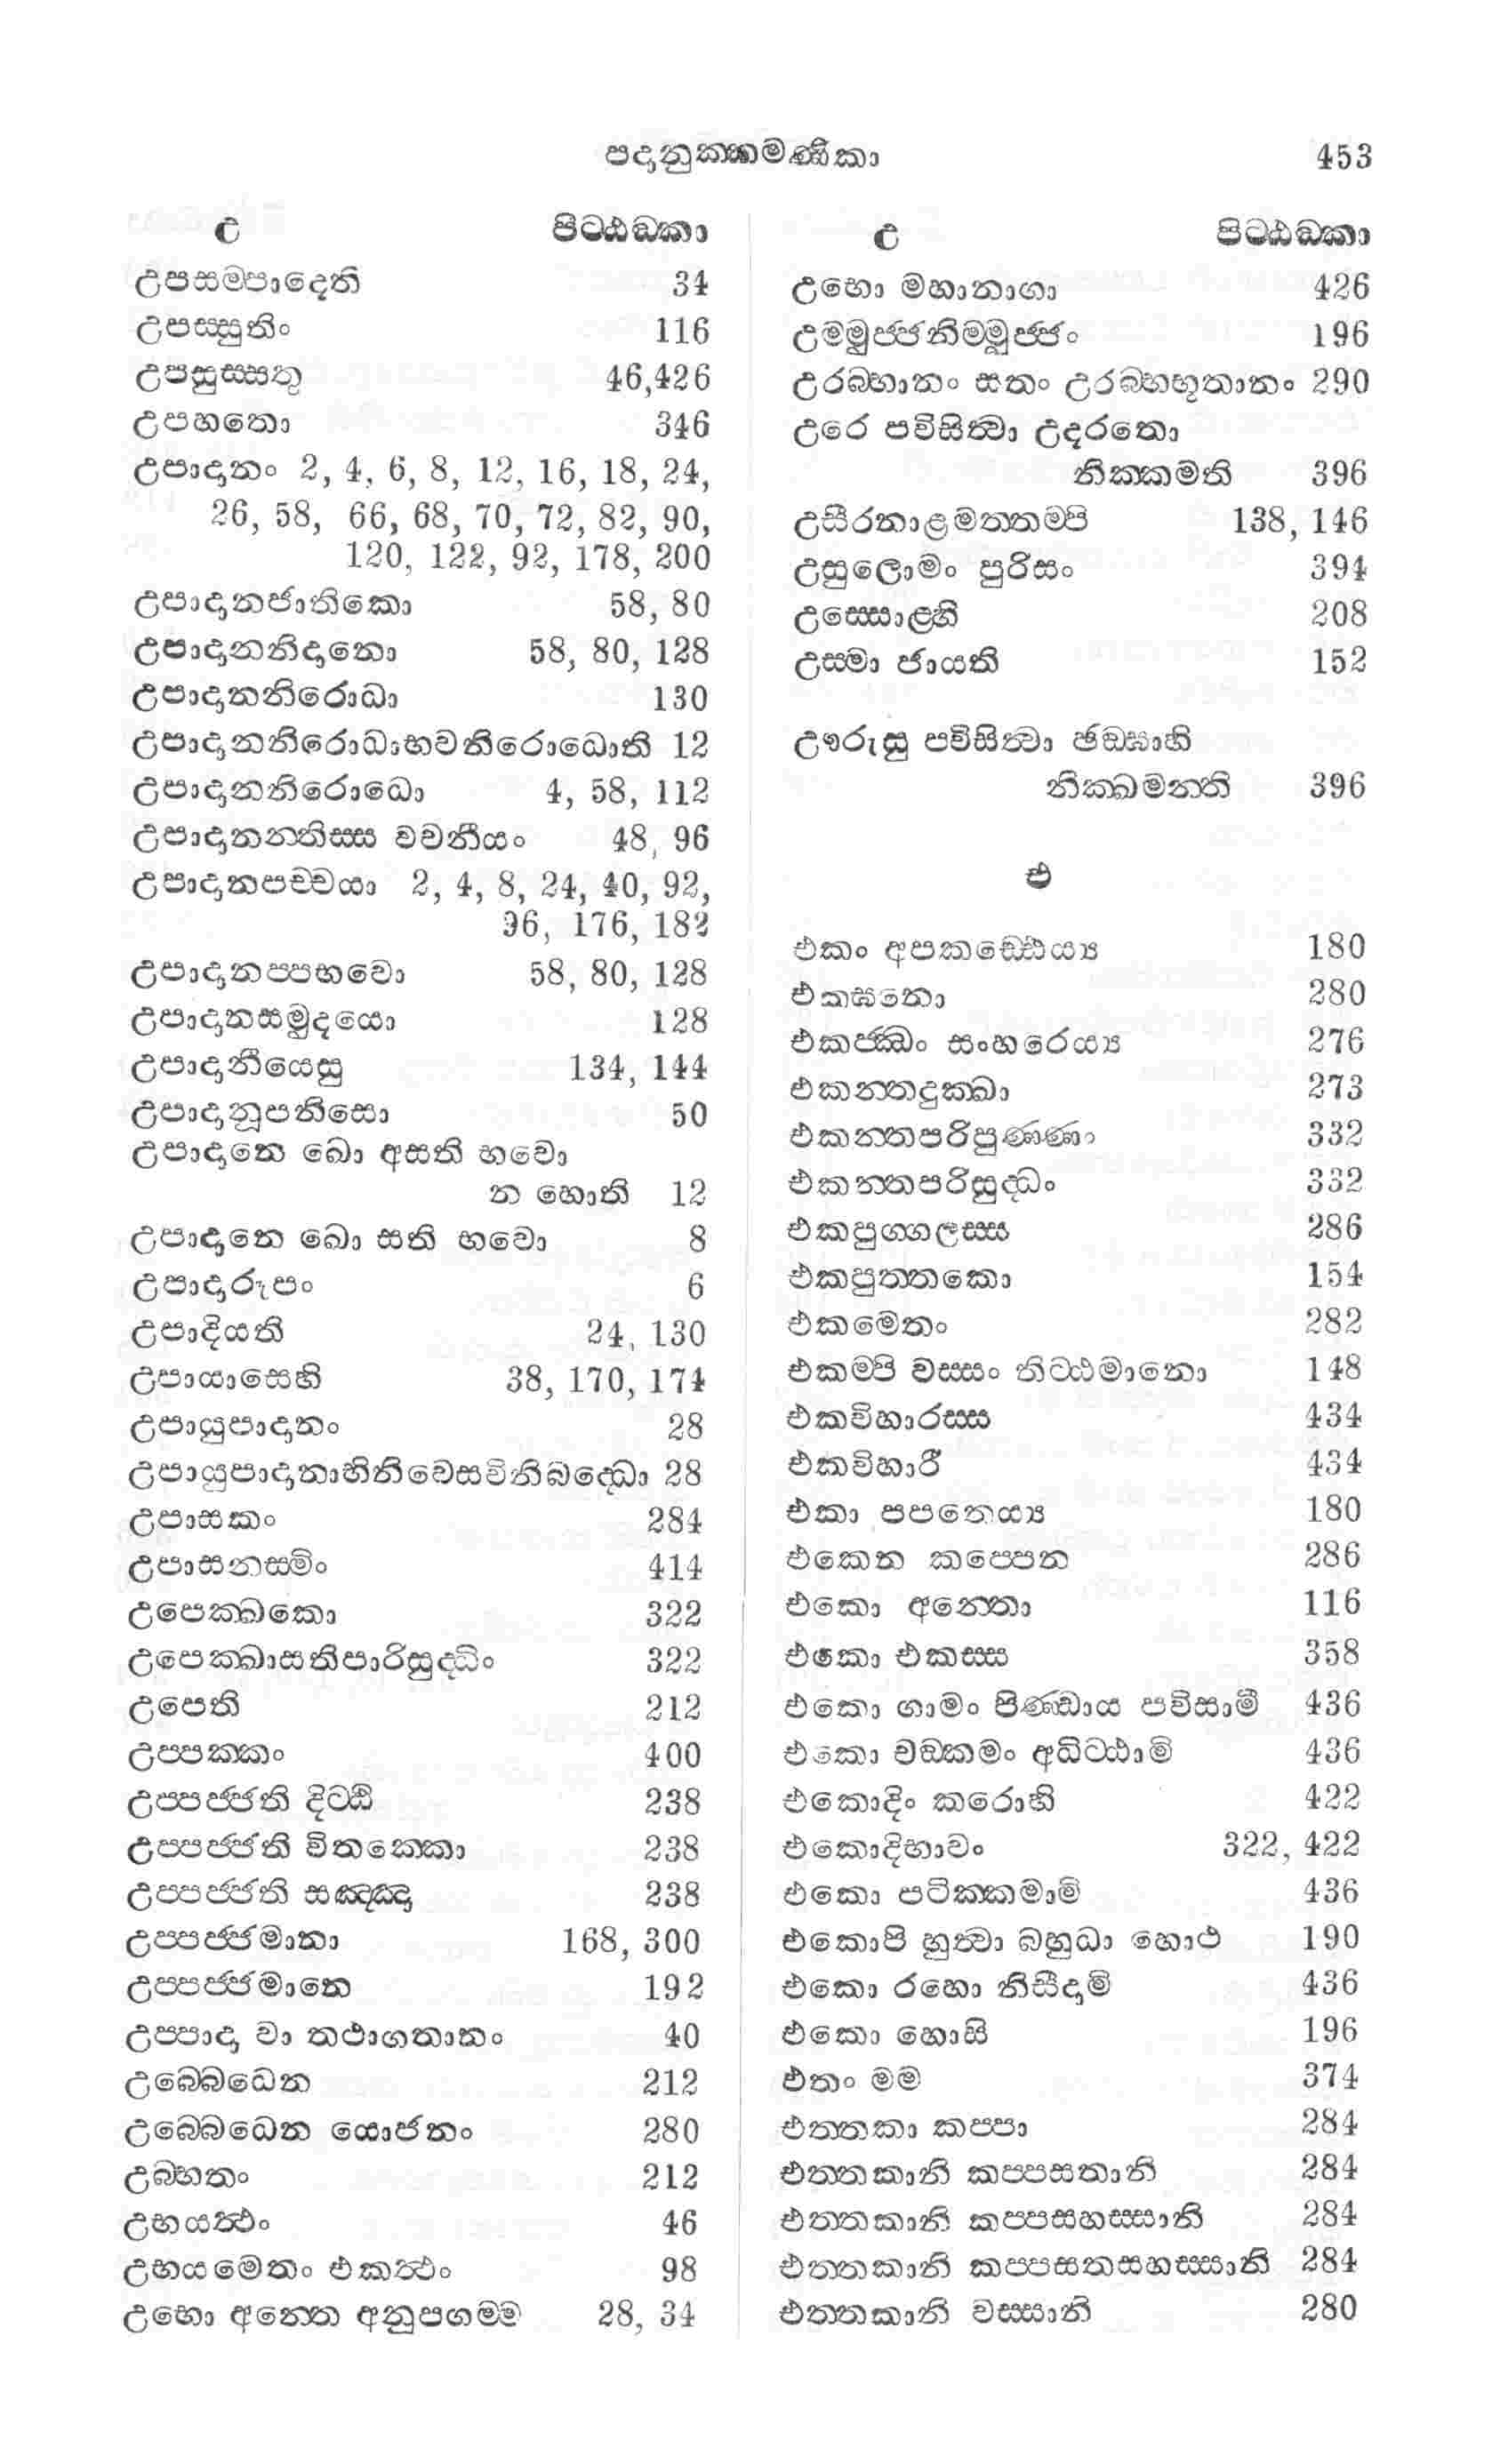 පදානුක්කමණිකා 453
උ පිට්ඨඞ්කා
උපසම්පාදෙති 34
උපස්සුතිං 116
උපසුස්සතු 46,426
උපහතො 346
උපාදානං 2, 4, 6, 8, 12, 16, 18, 24,
26, 58, 66, 68, 70, 72, 82, 90,
120, 122, 92, 178, 200
උපාදානජාතිකො 58, 80
උපාදානනිදානො 58, 80, 128
උපාදානනිරොධා 130
උපාදානනිරොධාභවනිරොධොති 12
උපාදානනිරොධො 4, 58, 112
උපාදානන්තිස්ස වචනීයං 48, 96
උපාදානපච්චයා 2, 4, 8, 24, 40, 92,
96, 176, 182
උපාදානප්පභවො 58, 80, 128
උපාදානසමුදයො 128
උපාදානීයෙසු 134, 144
උපාදානූපනිසො 50
උපාදානෙ ඛො අසති භවො
න හොති 12
උපාදානෙ ඛො සති භවො 8
උපාදාරූපං 6
උපාදියති 24, 130
උපායාසෙහි 38, 170, 174
උපායුපාදානං 28
උපායුපාදානාභිනිවෙසවිනිබද්ධො 28
උපාසකං 284
උපාසනස්මිං 414
උපෙක්ඛකො 322
උපෙක්ඛාසතිපාරිසුද්ධිං 322
උපෙති 212
උප්පක්කං 400
උප්පජ්ජති දිට්ඨි 238
උප්පජ්ජති විතක්කො 238
උප්පජ්ජති සඤ්ඤා 238
උප්පජ්ජමානා 168, 300
උප්පජ්ජමානෙ 192
උප්පාදා වා තථාගතානං 40
උබ්බෙධෙන 212
උබ්බෙධෙන යොජනං 280
උබ්භතං 212
උභයත්ථං 46
උභයමෙතං එකත්ථං 98
උභො අන්තෙ අනුපගම්ම 28, 34
උ පිට්ඨඞ්කා
උභො මහානාගා 426
උම්මුජ්ජනිම්මුජ්ජං 196
උරබ්භානං සතං උරබ්භභූතානං 290
උරෙ පවිසිත්වා උදරතො
නික්කමති 396
උසීරනාළමත්තම්පි 138, 146
උසුලොමං පුරිසං 394
උස්සොළ්හි 208
උස්මා ජායති 152
ඌරුසු පවිසිත්වා ඡඞ්ඝාහි
නික්ඛමන්ති 396
එ
එකං අපකඩ්ඪෙය්‍ය 180
එකඝනො 280
එකජ්ඣං සංහරෙය්‍ය 276
එකන්තදුක්ඛා 273
එකන්තපරිපුණ්ණං 332
එකන්තපරිසුද්ධං 332
එකපුග්ගලස්ස 286
එකපුත්තකො 154
එකමෙතං 282
එකම්පි වස්සං තිට්ඨමානො 148
එකවිහාරස්ස 434
එකවිහාරී 434
එකා පපතෙය්‍ය 180
එකෙන කප්පෙන 286
එකො අන්තො 116
එකො එකස්ස 358
එකො ගාමං පිණ්ඩාය පවිසාමී 436
එකො චඞ්කමං අධිට්ඨාමි 436
එකොදිං කරොහි 422
එකොදිභාවං 322, 422
එකො පටික්කමාමි 436
එකොපි හුත්වා බහුධා හොථ 190
එකො රහො නිසීදාමි 436
එකො හොසි 196
එතං මම 374
එත්තකා කප්පා 284
එත්තකානි කප්පසතානි 284
එත්තකානි කප්පසහස්සානි 284
එත්තකානි කප්පසතසහස්සානි 284
එත්තකානි වස්සානි 280